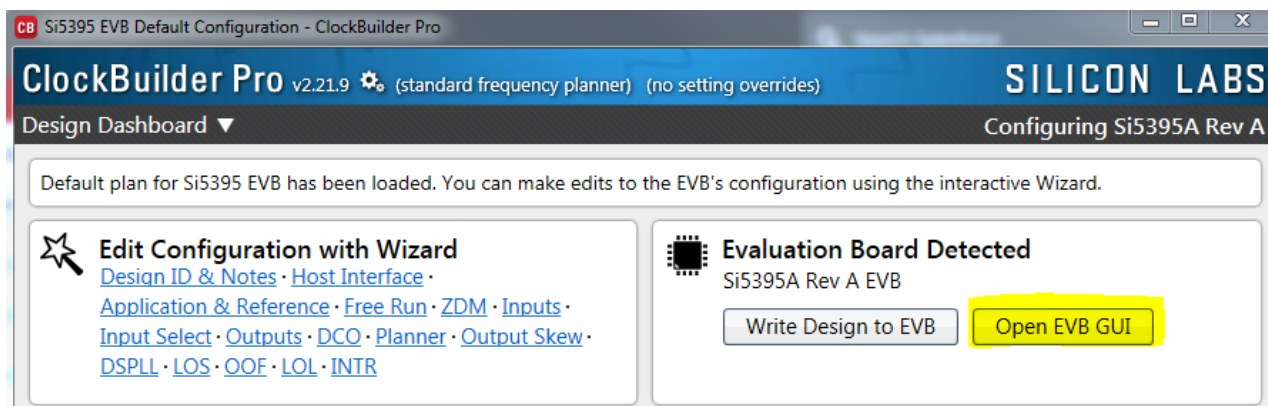 CB Si5395 EVB Default Configuration - ClockBuilder Pro
ClockBuilder Pro v2.21.9 (standard frequency planner) (no setting overrides) SILICON LABS
Design Dashboard ▼ Configuring Si5395A Rev A
Default plan for Si5395 EVB has been loaded. You can make edits to the EVB's configuration using the interactive Wizard.
Edit Configuration with Wizard
Design ID & Notes · Host Interface ·
Application & Reference · Free Run · ZDM · Inputs ·
Input Select · Outputs · DCO · Planner · Output Skew ·
DSPLL · LOS · OOF · LOL · INTR
Evaluation Board Detected
Si5395A Rev A EVB
Write Design to EVB Open EVB GUI